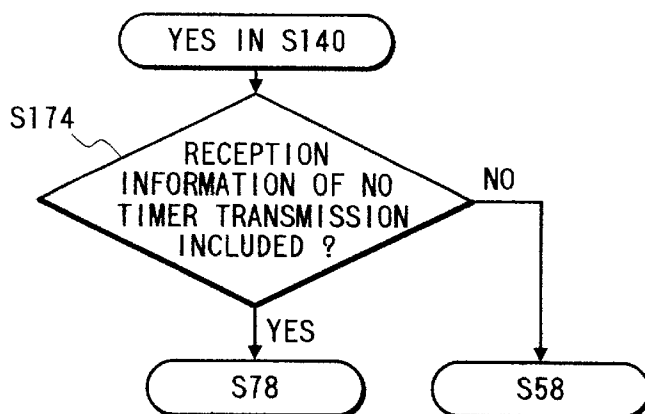 YES IN S140
S174
RECEPTION
INFORMATION OF NO
TIMER TRANSMISSION
INCLUDED ?
NO
YES
S78
S58